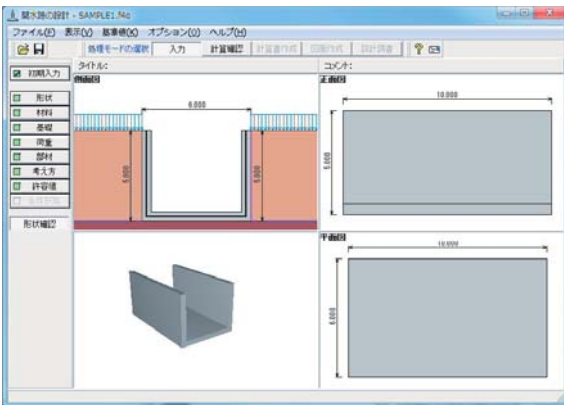 開水路の設計 - SAMPLE1.f4o
ファイル(F) 表示(V) 基準値(K) オプション(O) ヘルプ(H)
処理モードの選択 入力 計算確認 計算書作成 図面作成 設計調書
初期入力
形状
材料
基礎
荷重
部材
考え方
許容値
形状確認
タイトル:
コメント:
側面図
6.000
5.000
5.000
正面図
10.000
5.000
平面図
10.000
6.000